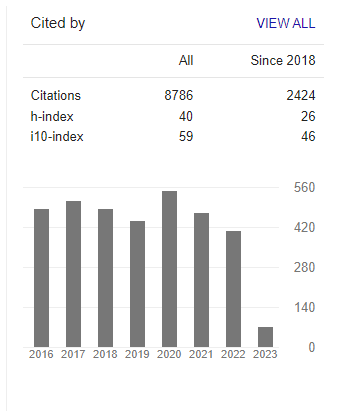 Cited by VIEW ALL
All Since 2018
Citations 8786 2424
h-index 40 26
i10-index 59 46
560
420
280
140
0
2016 2017 2018 2019 2020 2021 2022 2023